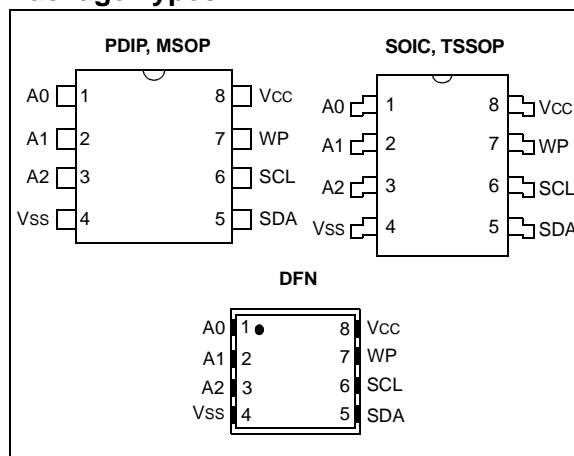 PDIP, MSOP
A0 1 8 VCC
A1 2 7 WP
A2 3 6 SCL
VSS 4 5 SDA
SOIC, TSSOP
A0 1 8 VCC
A1 2 7 WP
A2 3 6 SCL
VSS 4 5 SDA
DFN
A0 1 8 VCC
A1 2 7 WP
A2 3 6 SCL
VSS 4 5 SDA